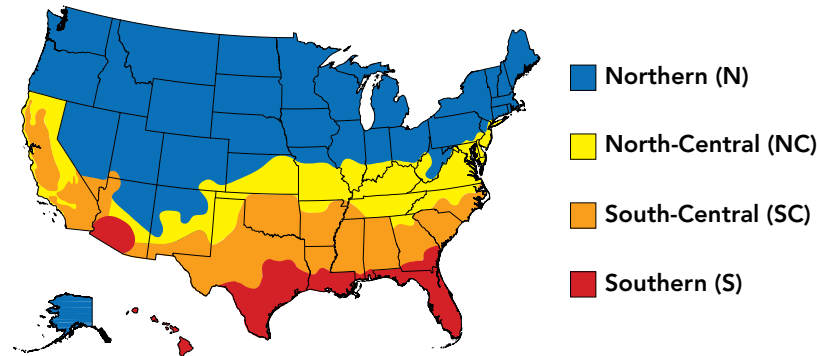 Northern (N)
North-Central (NC)
South-Central (SC)
Southern (S)